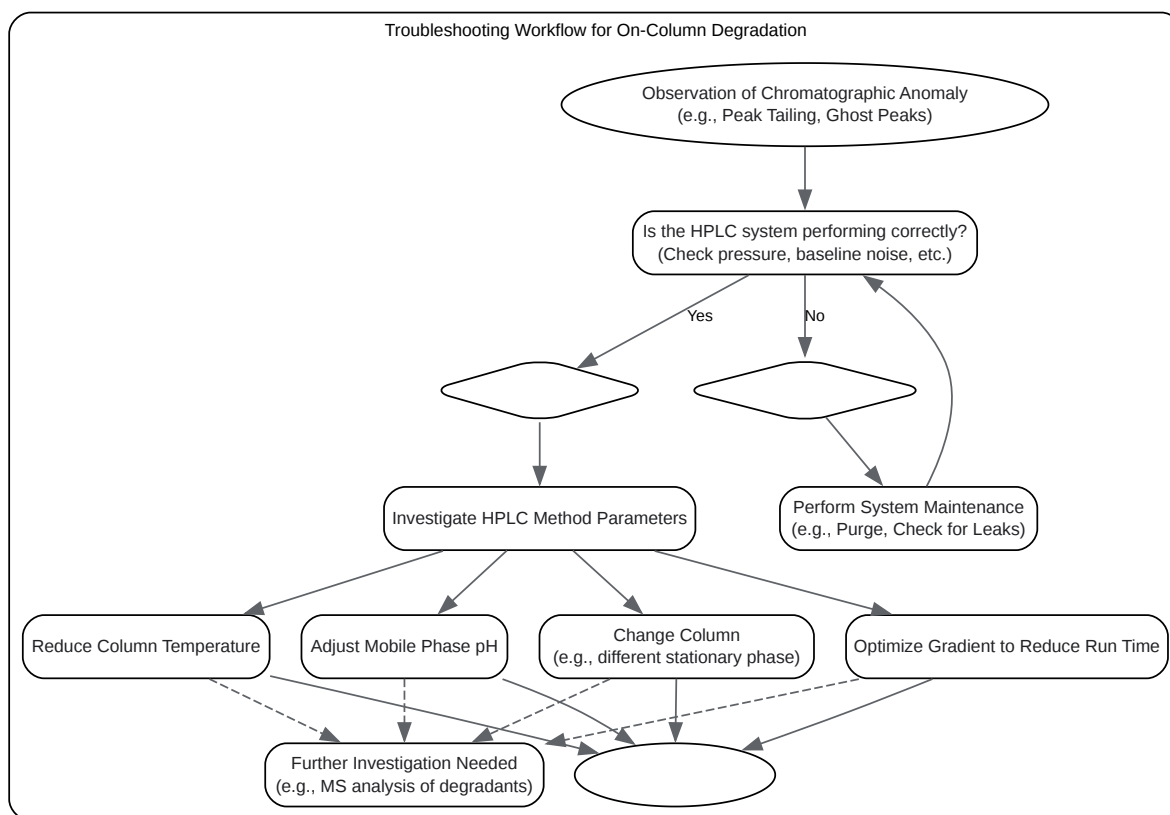 Troubleshooting Workflow for On-Column Degradation
Observation of Chromatographic Anomaly
(e.g., Peak Tailing, Ghost Peaks)
Is the HPLC system performing correctly?
(Check pressure, baseline noise, etc.)
Yes
No
Perform System Maintenance
(e.g., Purge, Check for Leaks)
Investigate HPLC Method Parameters
Reduce Column Temperature
Adjust Mobile Phase pH
Change Column
(e.g., different stationary phase)
Optimize Gradient to Reduce Run Time
Further Investigation Needed
(e.g., MS analysis of degradants)